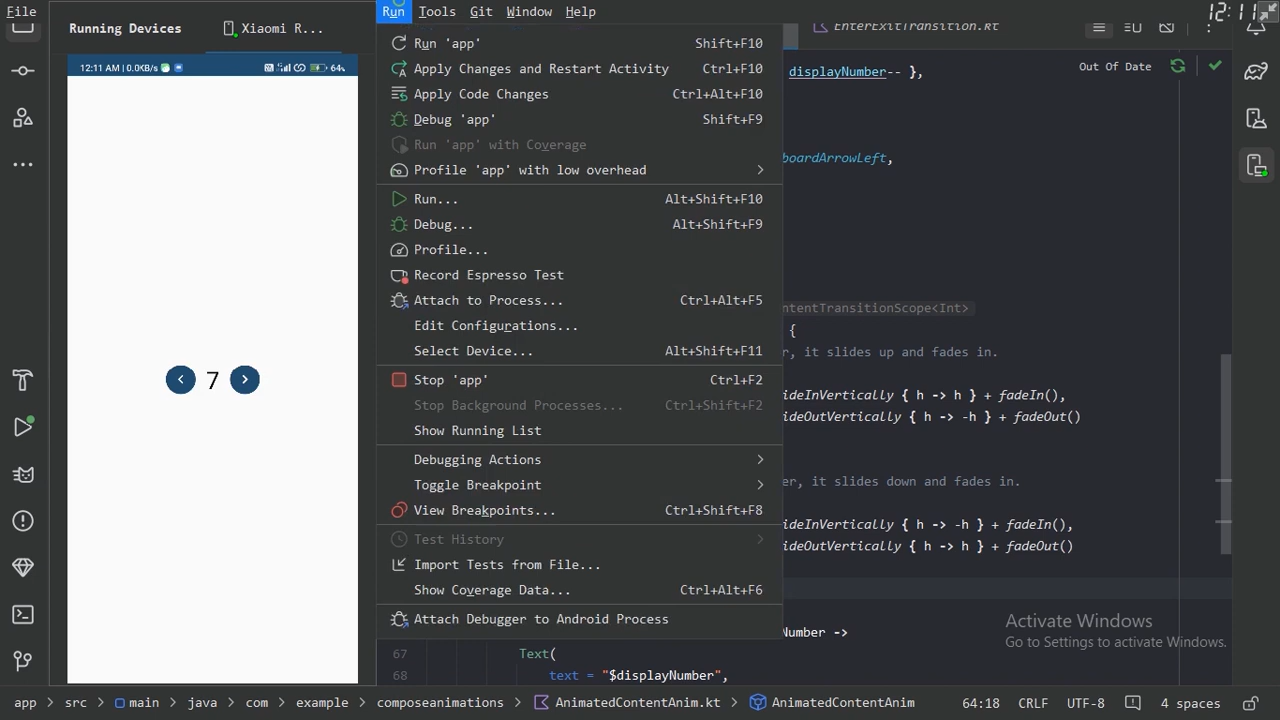 File
Run
Tools
Git
Window
Help
12:11
Running Devices
Xiaomi R...
EnterExitTransition.kt
12:11 AM | 0.0KB/s
64%
Run 'app' Shift+F10
Apply Changes and Restart Activity Ctrl+F10
Apply Code Changes Ctrl+Alt+F10
Debug 'app' Shift+F9
Run 'app' with Coverage
Profile 'app' with low overhead
Run... Alt+Shift+F10
Debug... Alt+Shift+F9
Profile...
Record Espresso Test
Attach to Process... Ctrl+Alt+F5
Edit Configurations...
Select Device... Alt+Shift+F11
Stop 'app' Ctrl+F2
Stop Background Processes... Ctrl+Shift+F2
Show Running List
Debugging Actions
Toggle Breakpoint
View Breakpoints... Ctrl+Shift+F8
Test History
Import Tests from File...
Show Coverage Data... Ctrl+Alt+F6
Attach Debugger to Android Process
7
displayNumber-- },
Out Of Date
boardArrowLeft,
ntentTransitionScope<Int>
{
er, it slides up and fades in.
ideInVertically { h -> h } + fadeIn(),
ideOutVertically { h -> -h } + fadeOut()
er, it slides down and fades in.
ideInVertically { h -> -h } + fadeIn(),
ideOutVertically { h -> h } + fadeOut()
Number ->
67 Text(
68 text = "$displayNumber",
Activate Windows
Go to Settings to activate Windows.
app
src
main
java
com
example
composeanimations
AnimatedContentAnim.kt
AnimatedContentAnim
64:18
CRLF
UTF-8
4 spaces